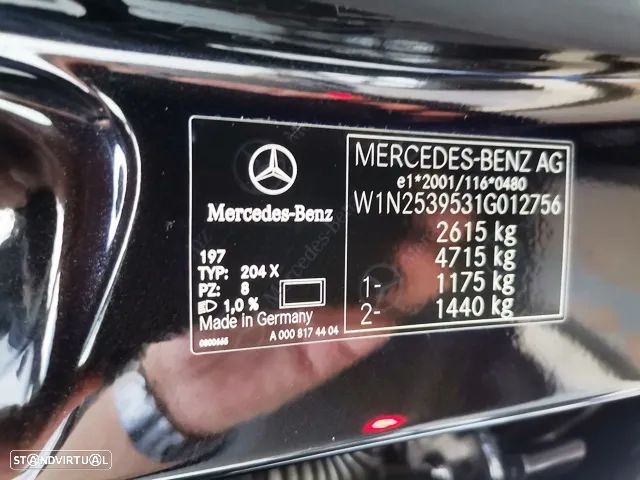 Mercedes-Benz
197
TYP: 204 X
PZ: 8
1,0 %
Made in Germany
0800665
A 000 817 44 04
MERCEDES-BENZ AG
e1*2001/116*0480
W1N2539531G012756
2615 kg
4715 kg
1- 1175 kg
2- 1440 kg
STANDVIRTUAL